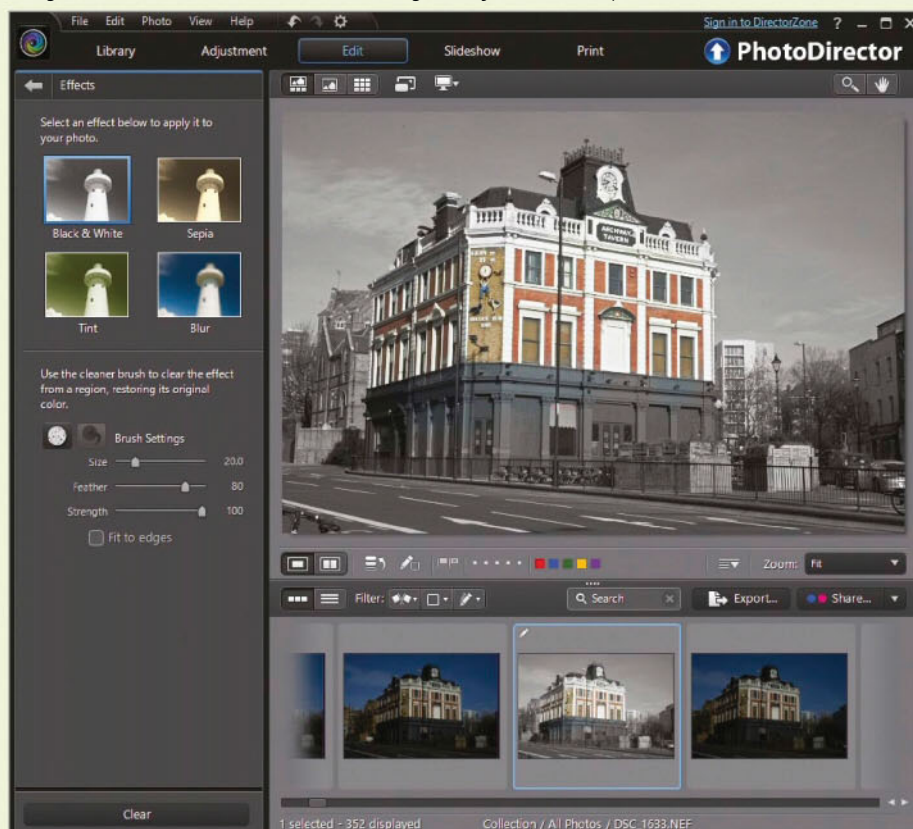 File Edit Photo View Help
Sign in to DirectorZone ?
Library Adjustment Edit Slideshow Print
PhotoDirector
Effects
Select an effect below to apply it to
your photo.
Black & White Sepia
Tint Blur
Use the cleaner brush to clear the effect
from a region, restoring its original
color.
Brush Settings
Size 20.0
Feather 80
Strength 100
Fit to edges
ARCHWAY
TAVERN
Zoom: Fit
Filter: Search Export... Share...
Clear
1 selected - 352 displayed Collection / All Photos / DSC_1633.NEF